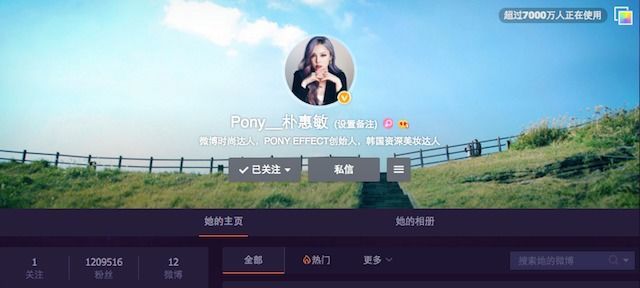 超过7000万人正在使用
Pony__朴惠敏 (设置备注)
微博时尚达人，PONY EFFECT创始人，韩国资深美妆达人
已关注 私信
她的主页 她的相册
1 1209516 12
关注 粉丝 微博
全部 热门 更多 搜索她的微博